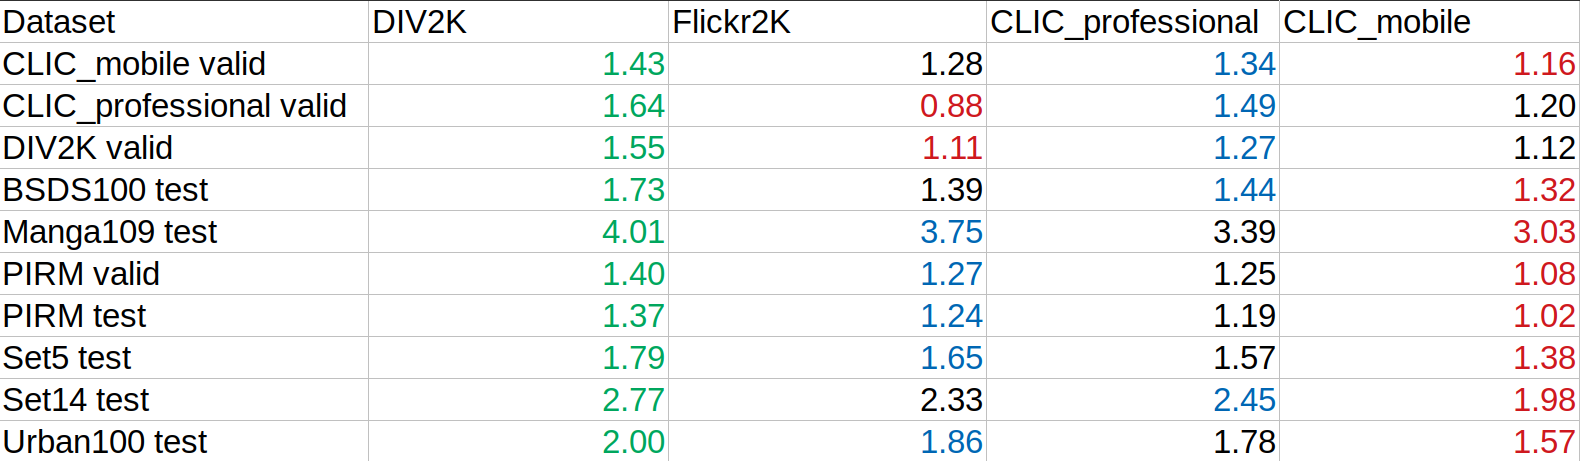 Dataset DIV2K Flickr2K CLIC_professional CLIC_mobile
CLIC_mobile valid 1.43 1.28 1.34 1.16
CLIC_professional valid 1.64 0.88 1.49 1.20
DIV2K valid 1.55 1.11 1.27 1.12
BSDS100 test 1.73 1.39 1.44 1.32
Manga109 test 4.01 3.75 3.39 3.03
PIRM valid 1.40 1.27 1.25 1.08
PIRM test 1.37 1.24 1.19 1.02
Set5 test 1.79 1.65 1.57 1.38
Set14 test 2.77 2.33 2.45 1.98
Urban100 test 2.00 1.86 1.78 1.57